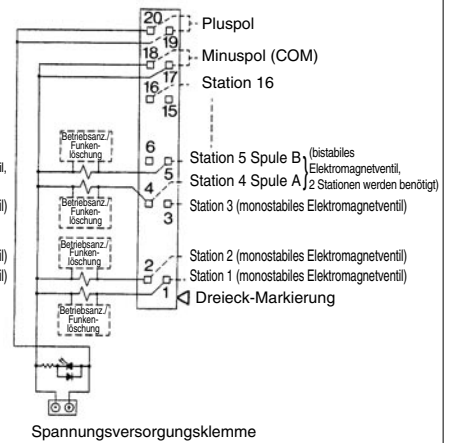 20
Pluspol
19
18
Minuspol (COM)
17
16
Station 16
15
Betriebsanz./
Funken-
löschung
6
Station 5 Spule B
(bistabiles
Elektromagnetventil,
2 Stationen werden benötigt)
5
Station 4 Spule A
4
Betriebsanz./
Funken-
löschung
Station 3 (monostabiles Elektromagnetventil)
3
Betriebsanz./
Funken-
löschung
2
Station 2 (monostabiles Elektromagnetventil)
Station 1 (monostabiles Elektromagnetventil)
1
Dreieck-Markierung
Betriebsanz./
Funken-
löschung
Spannungsversorgungsklemme